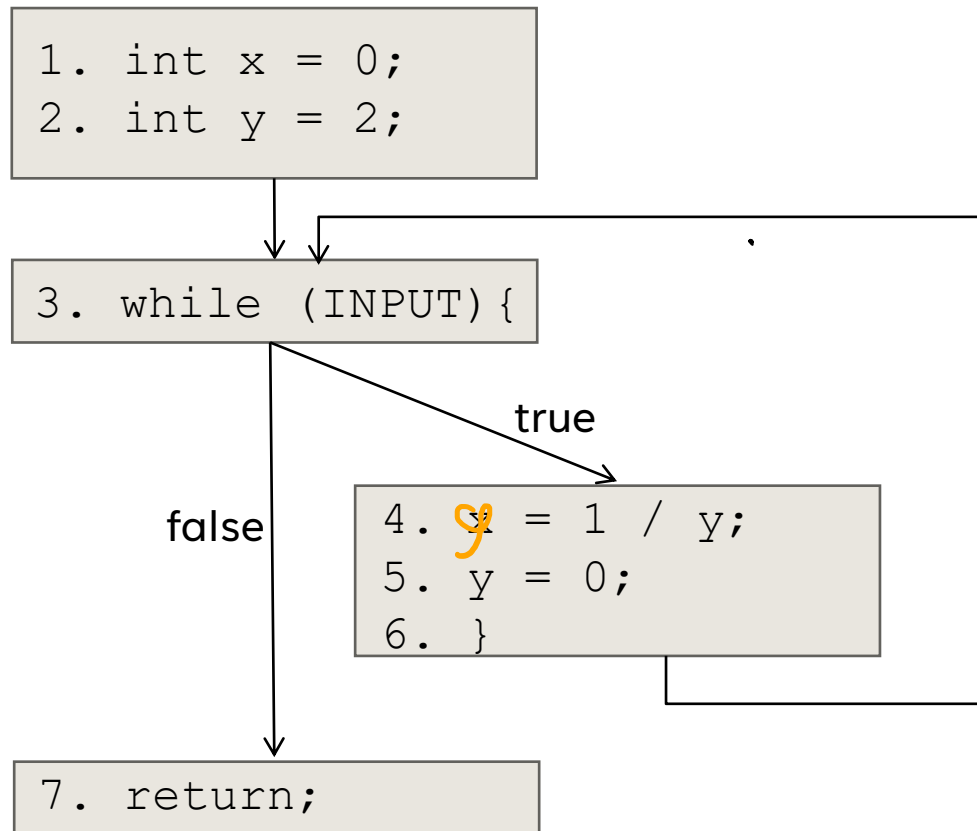 1. int x = 0;
2. int y = 2;
3. while (INPUT){
true
false
4. y = 1 / y;
5. y = 0;
6. }
7. return;